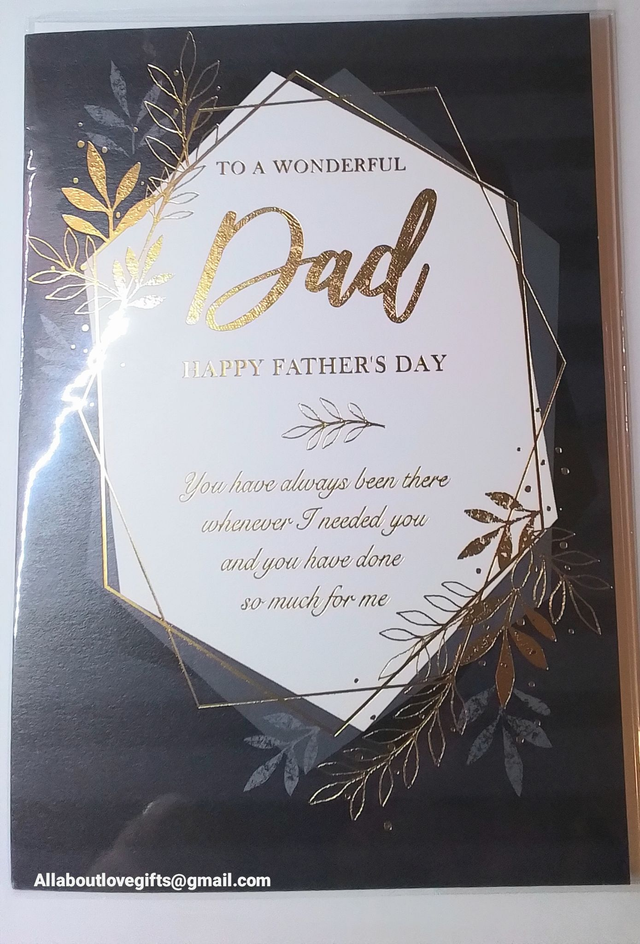 TO A WONDERFUL
Dad
HAPPY FATHER'S DAY
You have always been there
whenever I needed you
and you have done
so much for me
Allaboutlovegifts@gmail.com